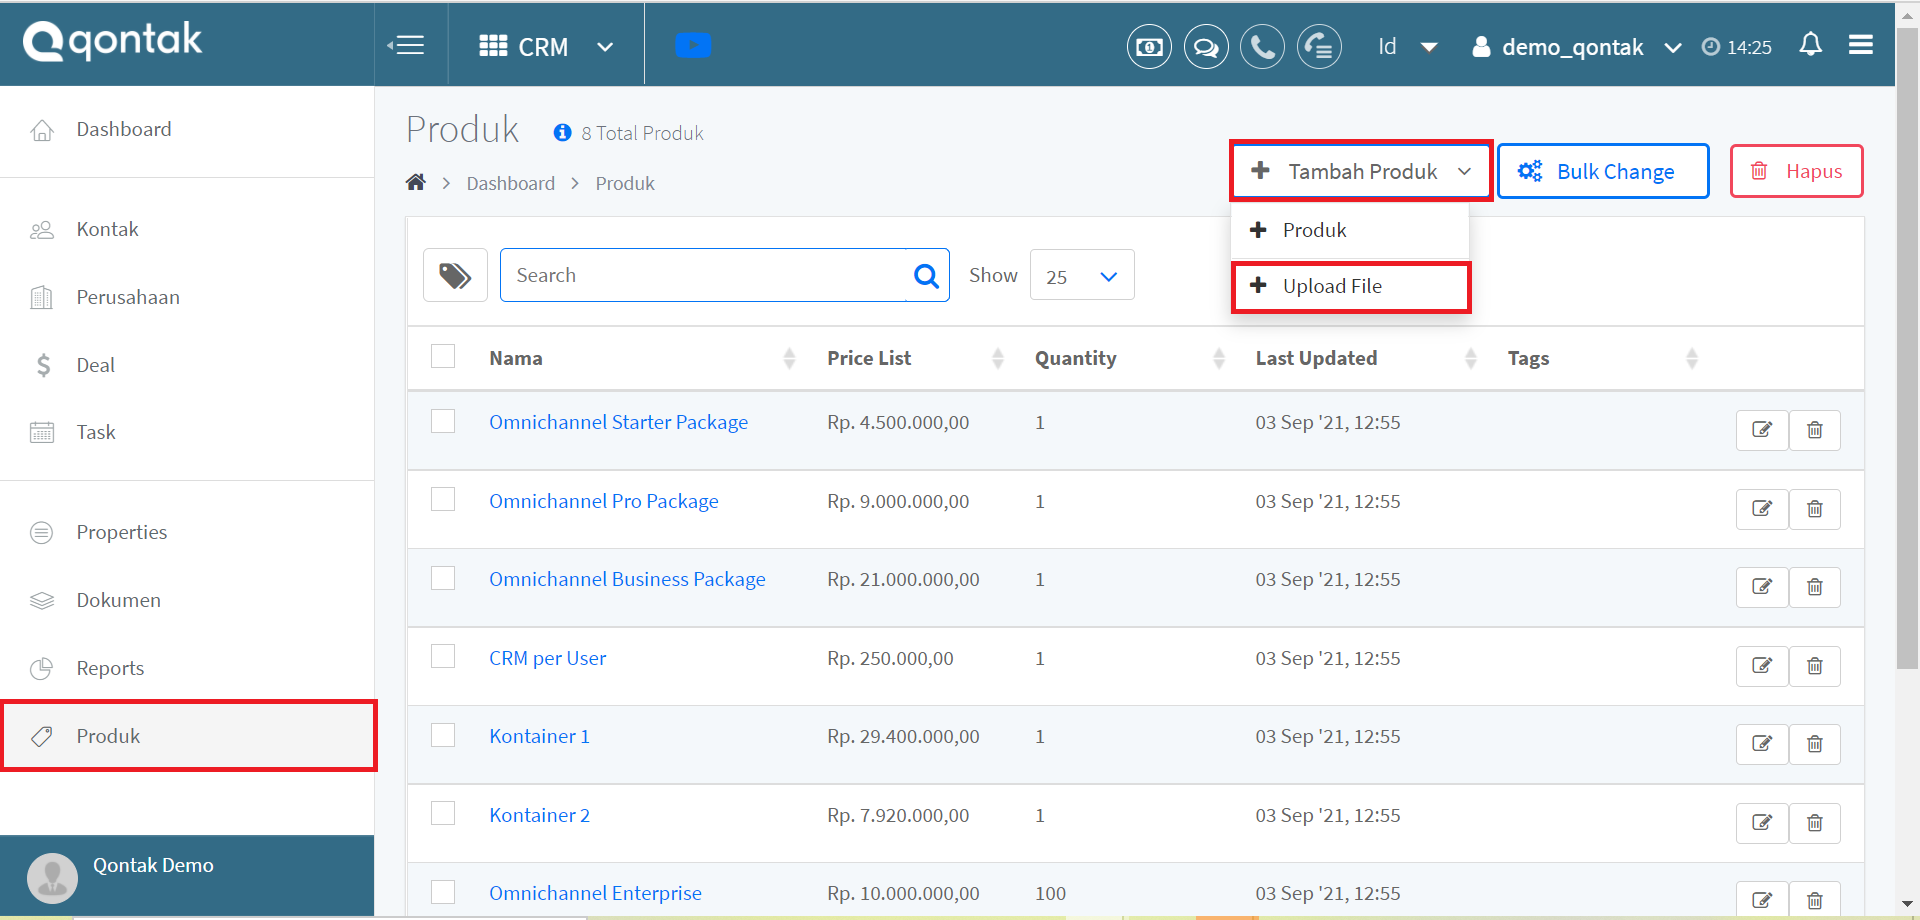 qontak
CRM
Id
demo_qontak
14:25
Dashboard
Kontak
Perusahaan
Deal
Task
Properties
Dokumen
Reports
Produk
Qontak Demo
Produk
8 Total Produk
Dashboard
Produk
Tambah Produk
Bulk Change
Hapus
Produk
Upload File
Search
Show
25
Nama Price List Quantity Last Updated Tags
Omnichannel Starter Package Rp. 4.500.000,00 1 03 Sep '21, 12:55
Omnichannel Pro Package Rp. 9.000.000,00 1 03 Sep '21, 12:55
Omnichannel Business Package Rp. 21.000.000,00 1 03 Sep '21, 12:55
CRM per User Rp. 250.000,00 1 03 Sep '21, 12:55
Kontainer 1 Rp. 29.400.000,00 1 03 Sep '21, 12:55
Kontainer 2 Rp. 7.920.000,00 1 03 Sep '21, 12:55
Omnichannel Enterprise Rp. 10.000.000,00 100 03 Sep '21, 12:55